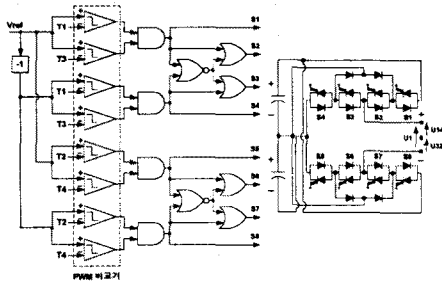 Vref
-1
T1
T3
T1
T3
T2
T4
T2
T4
PWM 비교기
S1
S2
S3
S4
S5
S6
S7
S8
S4 S3 S2 S1
U1
U14
U32
S5 S6 S7 S8